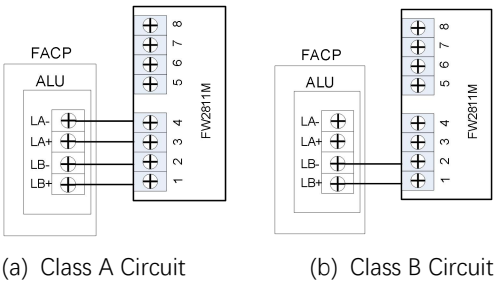 FACP
ALU
LA-
LA+
LB-
LB+
8
7
6
5
4
3
2
1
FW2811M
(a) Class A Circuit
FACP
ALU
LA-
LA+
LB-
LB+
8
7
6
5
4
3
2
1
FW2811M
(b) Class B Circuit